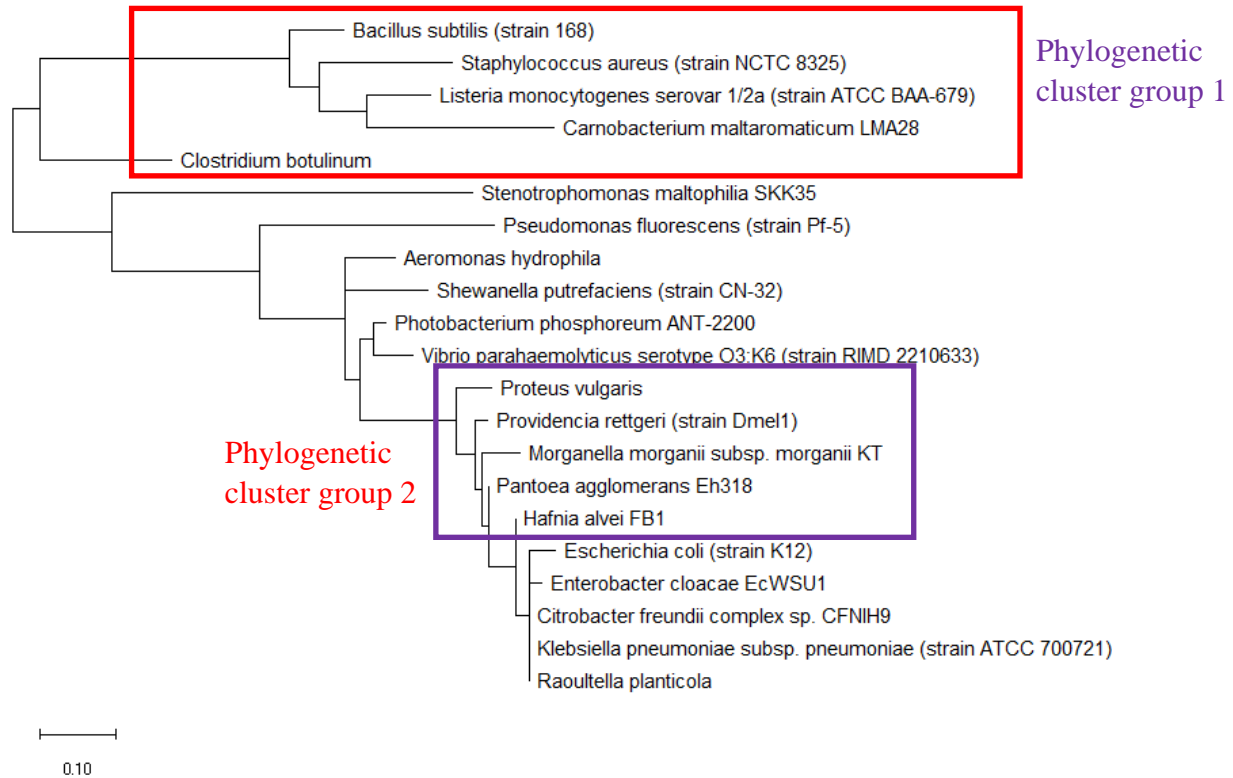 Bacillus subtilis (strain 168)
Phylogenetic
cluster group 1
Staphylococcus aureus (strain NCTC 8325)
Listeria monocytogenes serovar 1/2a (strain ATCC BAA-679)
Carnobacterium maltaromaticum LMA28
Clostridium botulinum
Stenotrophomonas maltophilia SKK35
Pseudomonas fluorescens (strain Pf-5)
Aeromonas hydrophila
Shewanella putrefaciens (strain CN-32)
Photobacterium phosphoreum ANT-2200
Vibrio parahaemolyticus serotype O3:K6 (strain RIMD 2210633)
Proteus vulgaris
Providencia rettgeri (strain Dmel1)
Phylogenetic
cluster group 2
Morganella morganii subsp. morganii KT
Pantoea agglomerans Eh318
Hafnia alvei FB1
Escherichia coli (strain K12)
Enterobacter cloacae EcWSU1
Citrobacter freundii complex sp. CFNIH9
Klebsiella pneumoniae subsp. pneumoniae (strain ATCC 700721)
Raoultella planticola
0.10